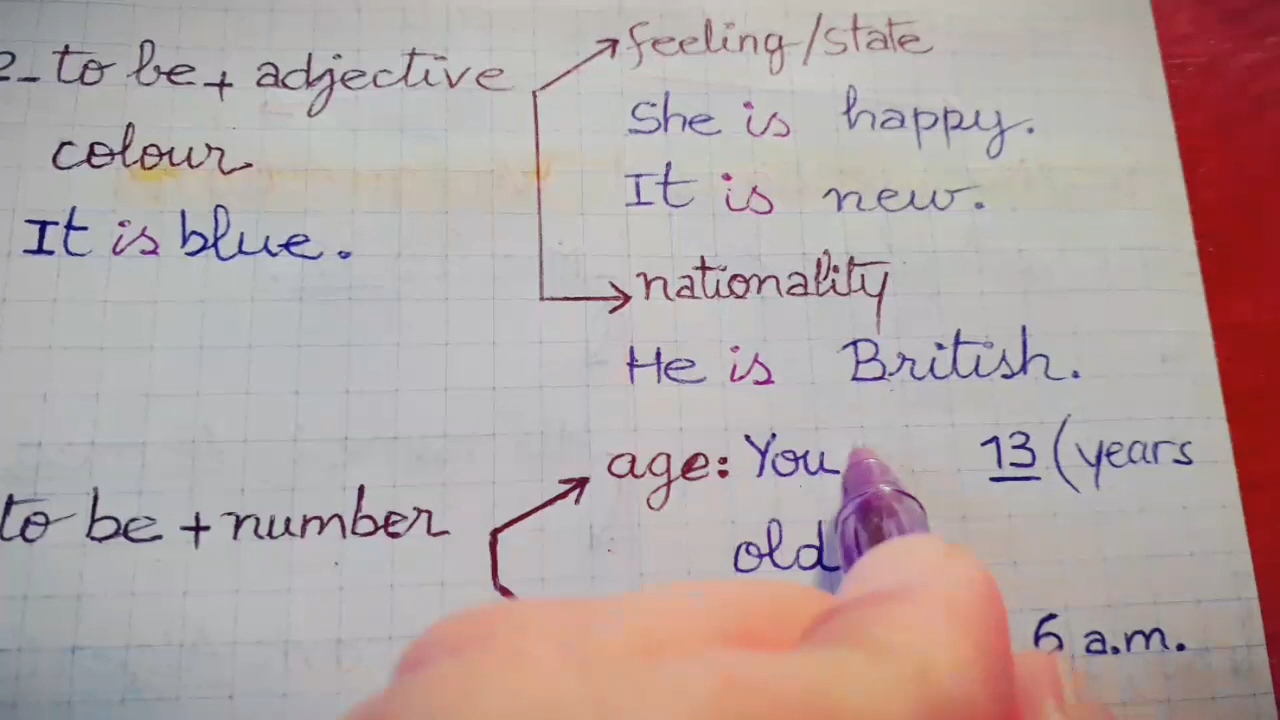 2- to be + adjective
colour
It is blue.
feeling/state
She is happy.
It is new.
nationality
He is British.
to be + number
age: You 13 (years
old
6 a.m.